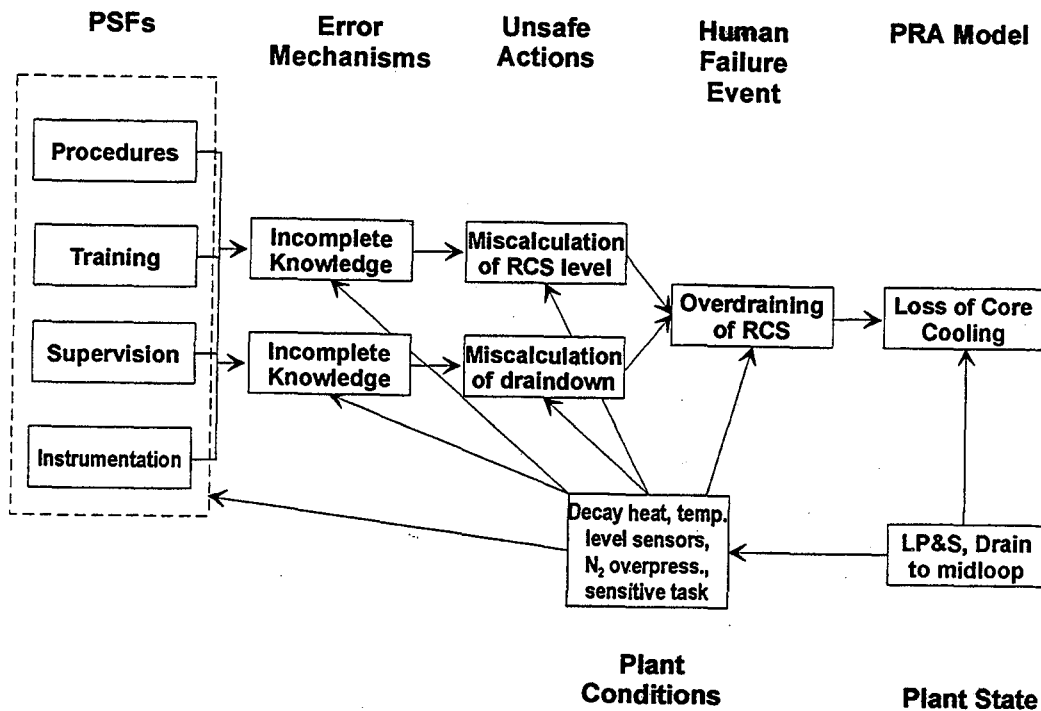 PSFs
Error
Mechanisms
Unsafe
Actions
Human
Failure
Event
PRA Model
Procedures
Training
Supervision
Instrumentation
Incomplete
Knowledge
Incomplete
Knowledge
Miscalculation
of RCS level
Miscalculation
of draindown
Overdraining
of RCS
Loss of Core
Cooling
Decay heat, temp.
level sensors,
N₂ overpress.,
sensitive task
LP&S, Drain
to midloop
Plant
Conditions
Plant State